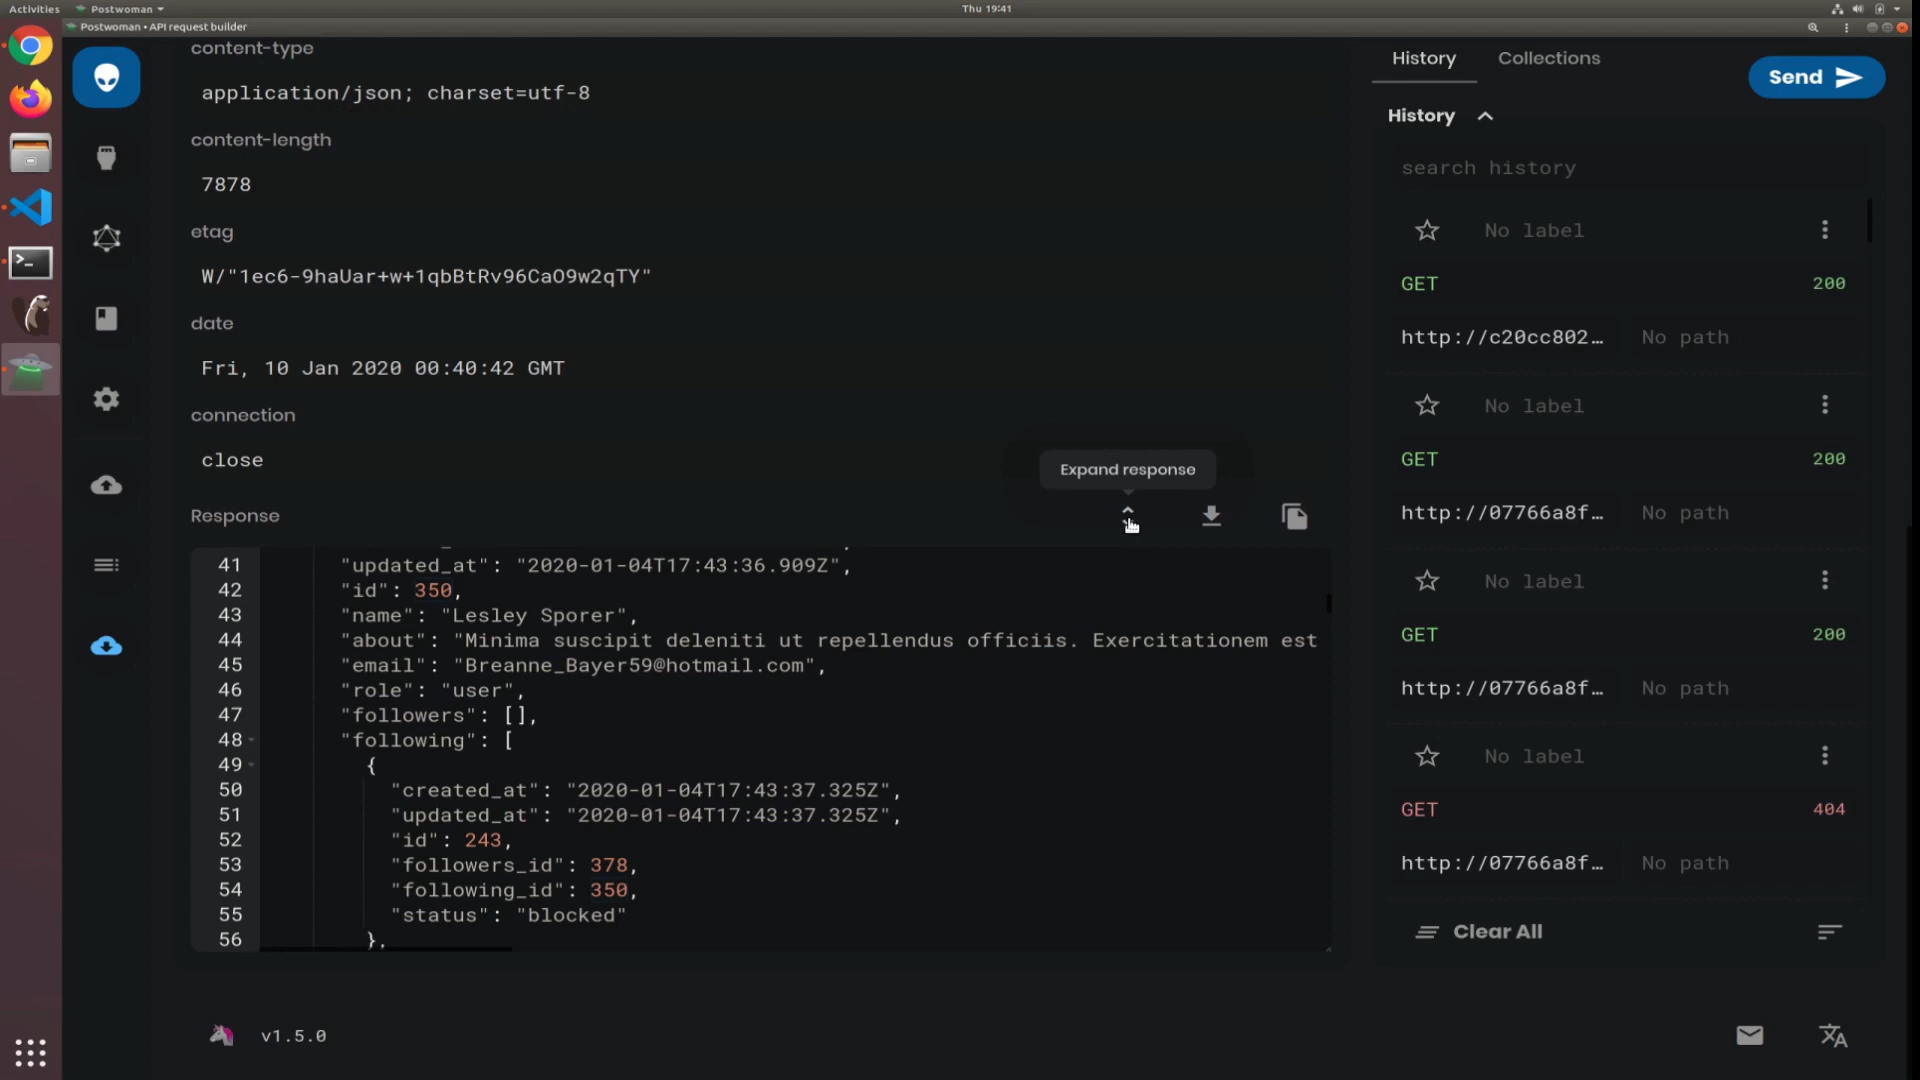 Activities
Postwoman
Thu 19:41
Postwoman • API request builder
content-type
application/json; charset=utf-8
content-length
7878
etag
W/"1ec6-9haUar+w+1qbBtRv96CaO9w2qTY"
date
Fri, 10 Jan 2020 00:40:42 GMT
connection
close
Expand response
Response
41 "updated_at": "2020-01-04T17:43:36.909Z",
42 "id": 350,
43 "name": "Lesley Sporer",
44 "about": "Minima suscipit deleniti ut repellendus officiis. Exercitationem est
45 "email": "Breanne_Bayer59@hotmail.com",
46 "role": "user",
47 "followers": [],
48 "following": [
49 {
50 "created_at": "2020-01-04T17:43:37.325Z",
51 "updated_at": "2020-01-04T17:43:37.325Z",
52 "id": 243,
53 "followers_id": 378,
54 "following_id": 350,
55 "status": "blocked"
56 },
v1.5.0
History
Collections
Send
History
search history
No label
GET 200
http://c20cc802… No path
No label
GET 200
http://07766a8f… No path
No label
GET 200
http://07766a8f… No path
No label
GET 404
http://07766a8f… No path
Clear All